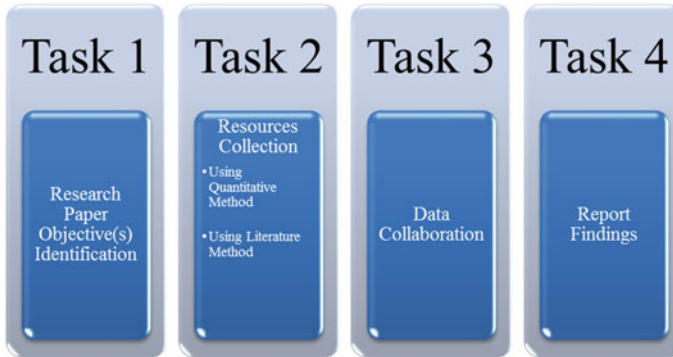 Task 1
Research
Paper
Objective(s)
Identification
Task 2
Resources
Collection
• Using
Quantitative
Method
• Using Literature
Method
Task 3
Data
Collaboration
Task 4
Report
Findings